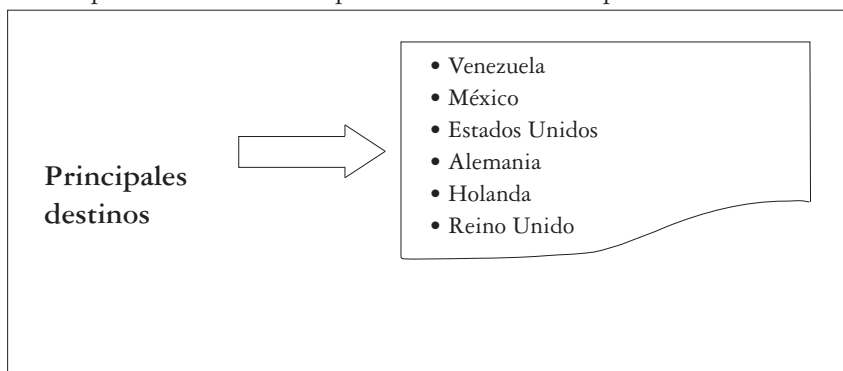 Principales
destinos
• Venezuela
• México
• Estados Unidos
• Alemania
• Holanda
• Reino Unido